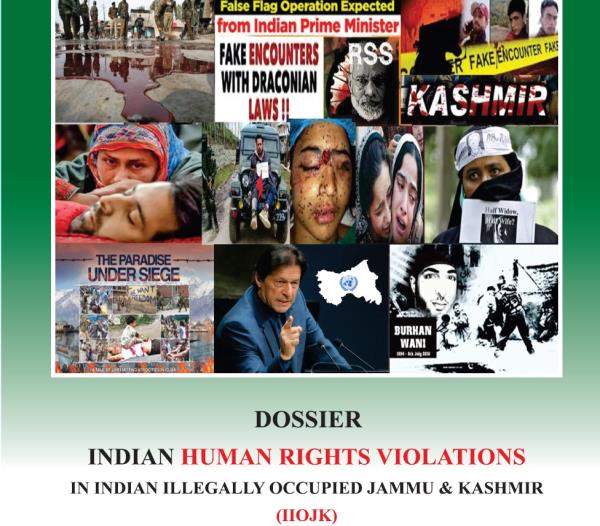 False Flag Operation Expected
from Indian Prime Minister
FAKE ENCOUNTERS
WITH DRACONIAN
LAWS !!
RSS
FAKE ENCOUNTER FAKE
KASHMIR
Half Widow,
Half Wife?
THE PARADISE
UNDER SIEGE
BURHAN
WANI
DOSSIER
INDIAN HUMAN RIGHTS VIOLATIONS
IN INDIAN ILLEGALLY OCCUPIED JAMMU & KASHMIR
(IIOJK)